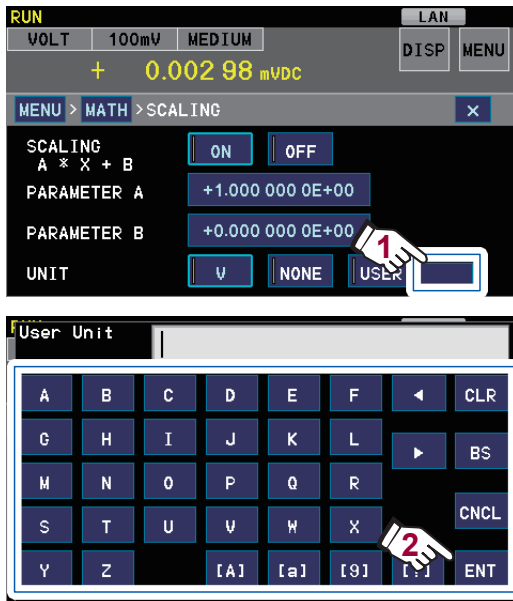 RUN LAN
VOLT 100mV MEDIUM DISP MENU
+ 0.002 98 mVDC
MENU > MATH >SCALING ×
SCALING ON OFF
A * X + B
PARAMETER A +1.000 000 0E+00
PARAMETER B +0.000 000 0E+00
1
UNIT V NONE USER
User Unit
A B C D E F ◄ CLR
G H I J K L ► BS
M N O P Q R
S T U V W X CNCL
2
Y Z [A] [a] [9] ENT